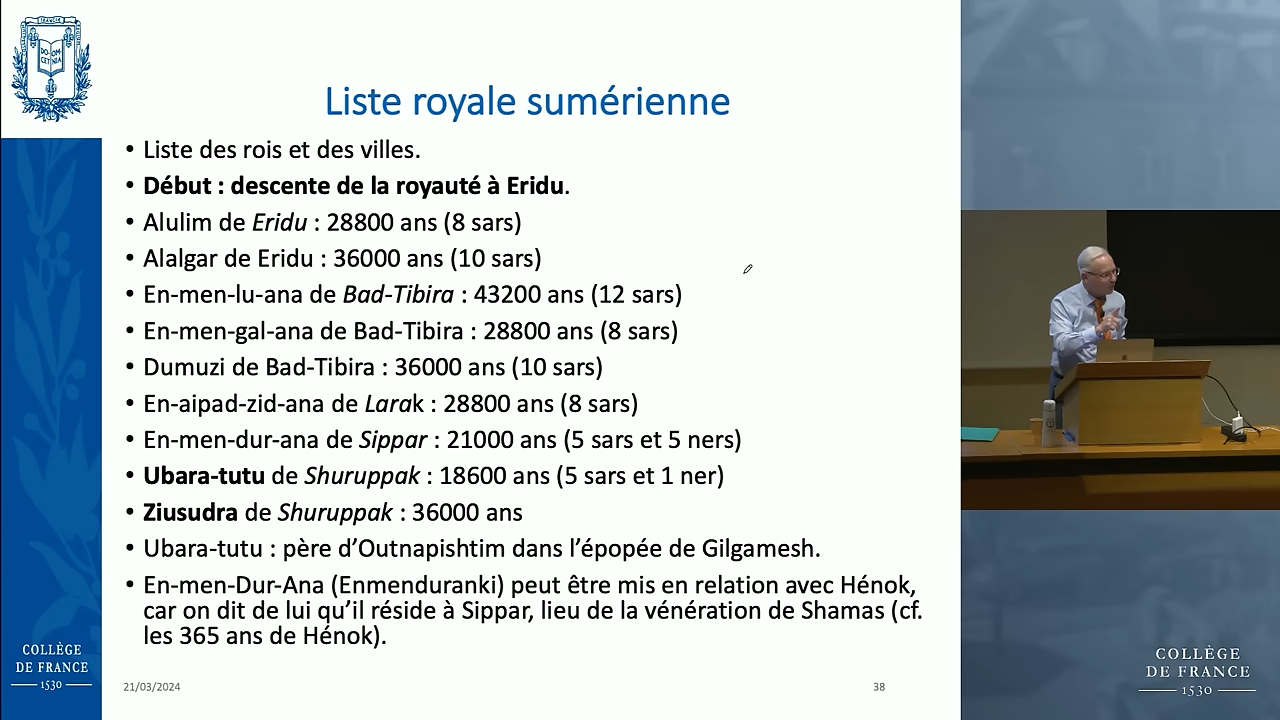 Liste royale sumérienne
• Liste des rois et des villes.
• Début : descente de la royauté à Eridu.
• Alulim de Eridu : 28800 ans (8 sars)
• Alalgar de Eridu : 36000 ans (10 sars)
• En-men-lu-ana de Bad-Tibira : 43200 ans (12 sars)
• En-men-gal-ana de Bad-Tibira : 28800 ans (8 sars)
• Dumuzi de Bad-Tibira : 36000 ans (10 sars)
• En-aipad-zid-ana de Larak : 28800 ans (8 sars)
• En-men-dur-ana de Sippar : 21000 ans (5 sars et 5 ners)
• Ubara-tutu de Shuruppak : 18600 ans (5 sars et 1 ner)
• Ziusudra de Shuruppak : 36000 ans
• Ubara-tutu : père d’Outnapishtim dans l’épopée de Gilgamesh.
• En-men-Dur-Ana (Enmenduranki) peut être mis en relation avec Hénok,
car on dit de lui qu’il réside à Sippar, lieu de la vénération de Shamas (cf.
les 365 ans de Hénok).
21/03/2024
38
COLLÈGE
DE FRANCE
1530
COLLÈGE
DE FRANCE
1530